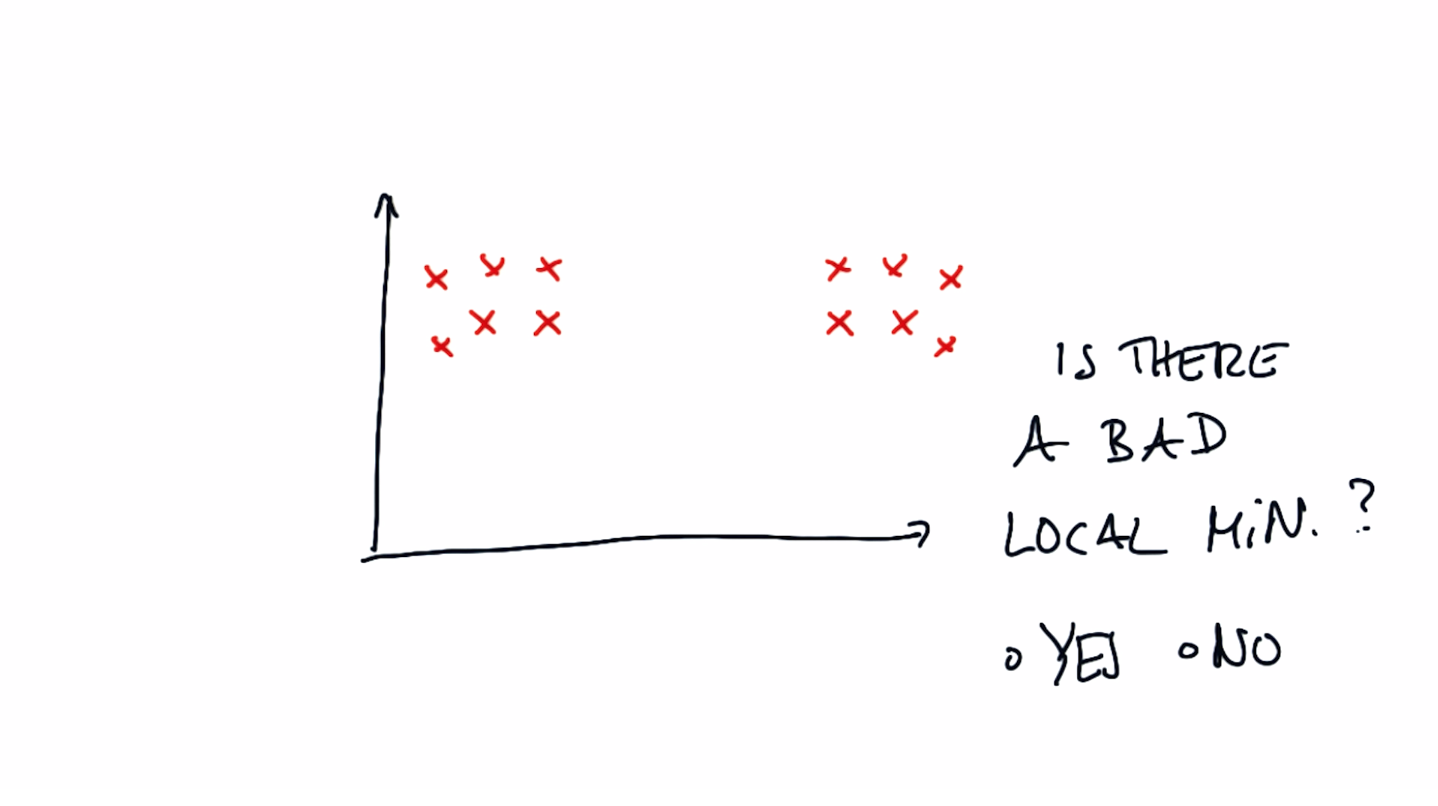 IS THERE
A BAD
LOCAL MIN. ?
o YES o NO